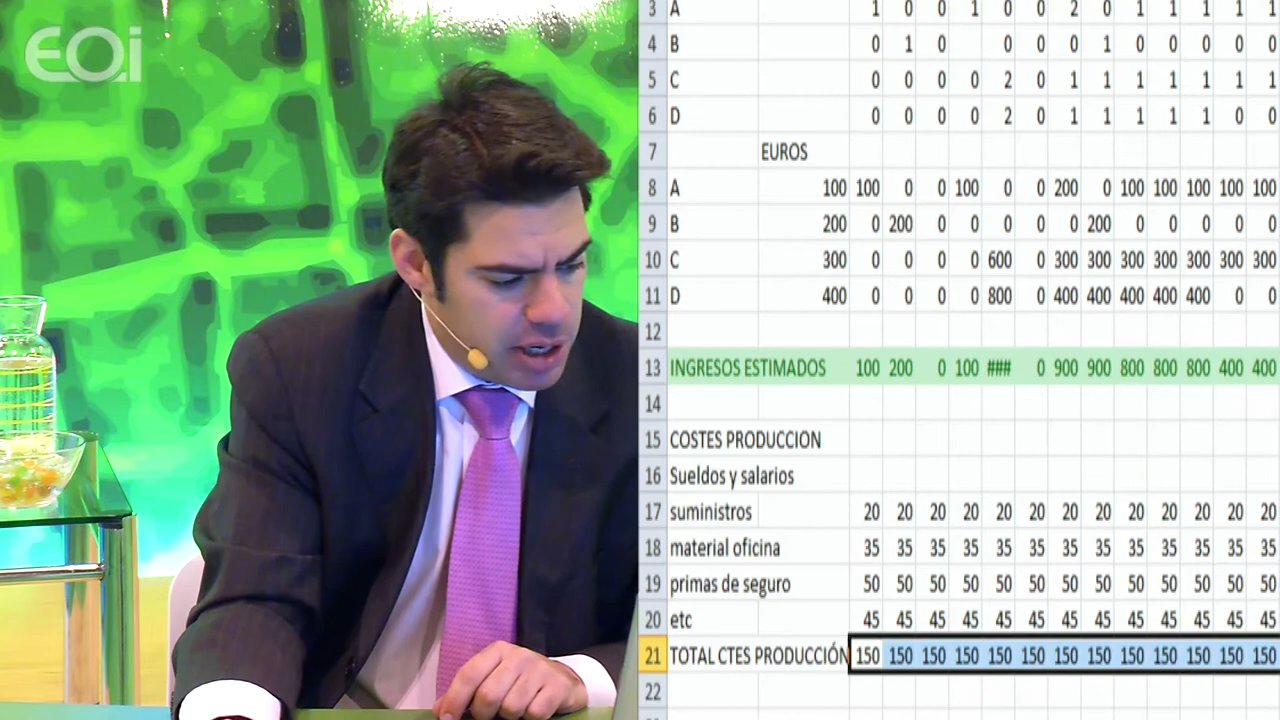 EOi
3 A 1 0 0 1 0 0 2 0 1 1 1 1 1
4 B 0 1 0 0 0 0 0 1 0 0 0 0
5 C 0 0 0 0 2 0 1 1 1 1 1 1 1
6 D 0 0 0 0 2 0 1 1 1 1 1 0 0
7 EUROS
8 A 100 100 0 0 100 0 0 200 0 100 100 100 100 100
9 B 200 0 200 0 0 0 0 0 200 0 0 0 0 0
10 C 300 0 0 0 0 600 0 300 300 300 300 300 300 300
11 D 400 0 0 0 0 800 0 400 400 400 400 400 0 0
12
13 INGRESOS ESTIMADOS 100 200 0 100 ### 0 900 900 800 800 800 400 400
14
15 COSTES PRODUCCION
16 Sueldos y salarios
17 suministros 20 20 20 20 20 20 20 20 20 20 20 20 20
18 material oficina 35 35 35 35 35 35 35 35 35 35 35 35 35
19 primas de seguro 50 50 50 50 50 50 50 50 50 50 50 50 50
20 etc 45 45 45 45 45 45 45 45 45 45 45 45 45
21 TOTAL CTES PRODUCCIÓN 150 150 150 150 150 150 150 150 150 150 150 150 150
22